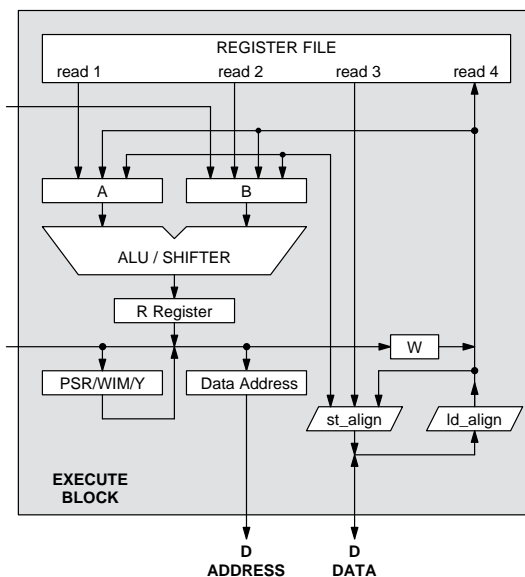 REGISTER FILE
read 1 read 2 read 3 read 4
A B
ALU / SHIFTER
R Register
W
PSR/WIM/Y Data Address
st_align ld_align
EXECUTE
BLOCK
D D
ADDRESS DATA